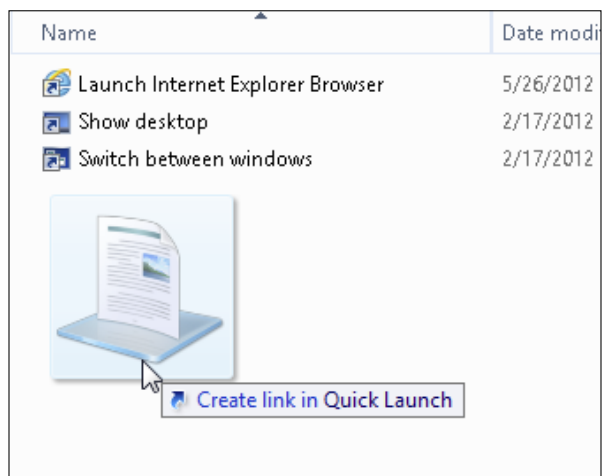 Name Date modi
Launch Internet Explorer Browser 5/26/2012
Show desktop 2/17/2012
Switch between windows 2/17/2012
Create link in Quick Launch